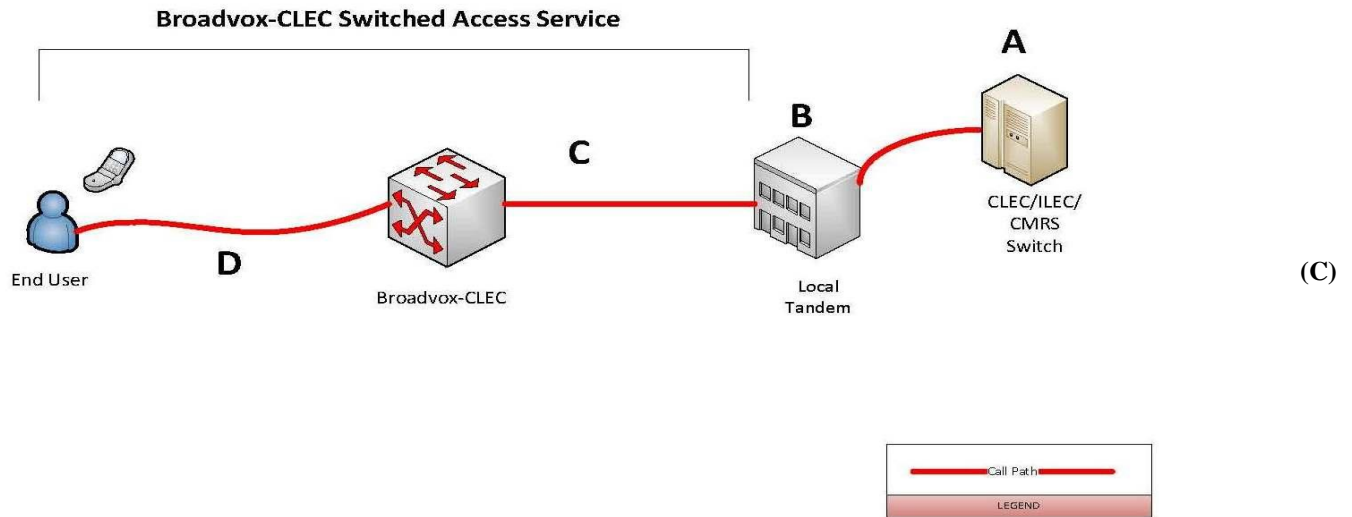 Broadvox-CLEC Switched Access Service
A
B
C
CLEC/ILEC/
CMRS
Switch
D
End User
Broadvox-CLEC
Local
Tandem
(C)
Call Path
LEGEND